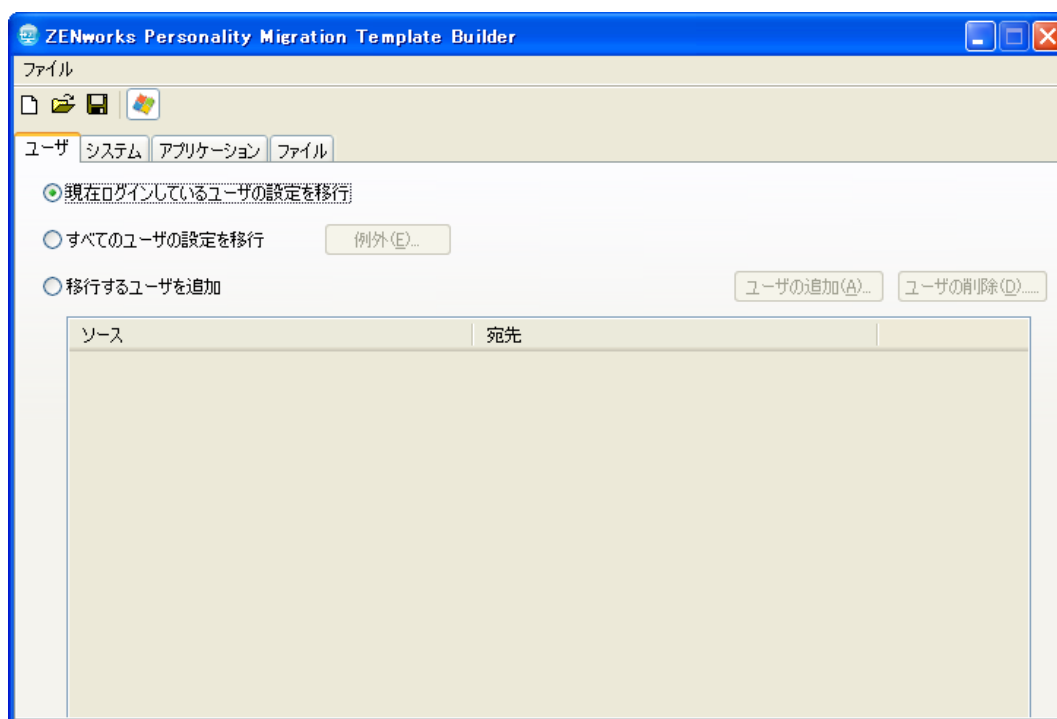 ZENworks Personality Migration Template Builder
ファイル
ユーザ システム アプリケーション ファイル
現在ログインしているユーザの設定を移行
すべてのユーザの設定を移行 例外(E)...
移行するユーザを追加 ユーザの追加(A)... ユーザの削除(D)......
ソース 宛先